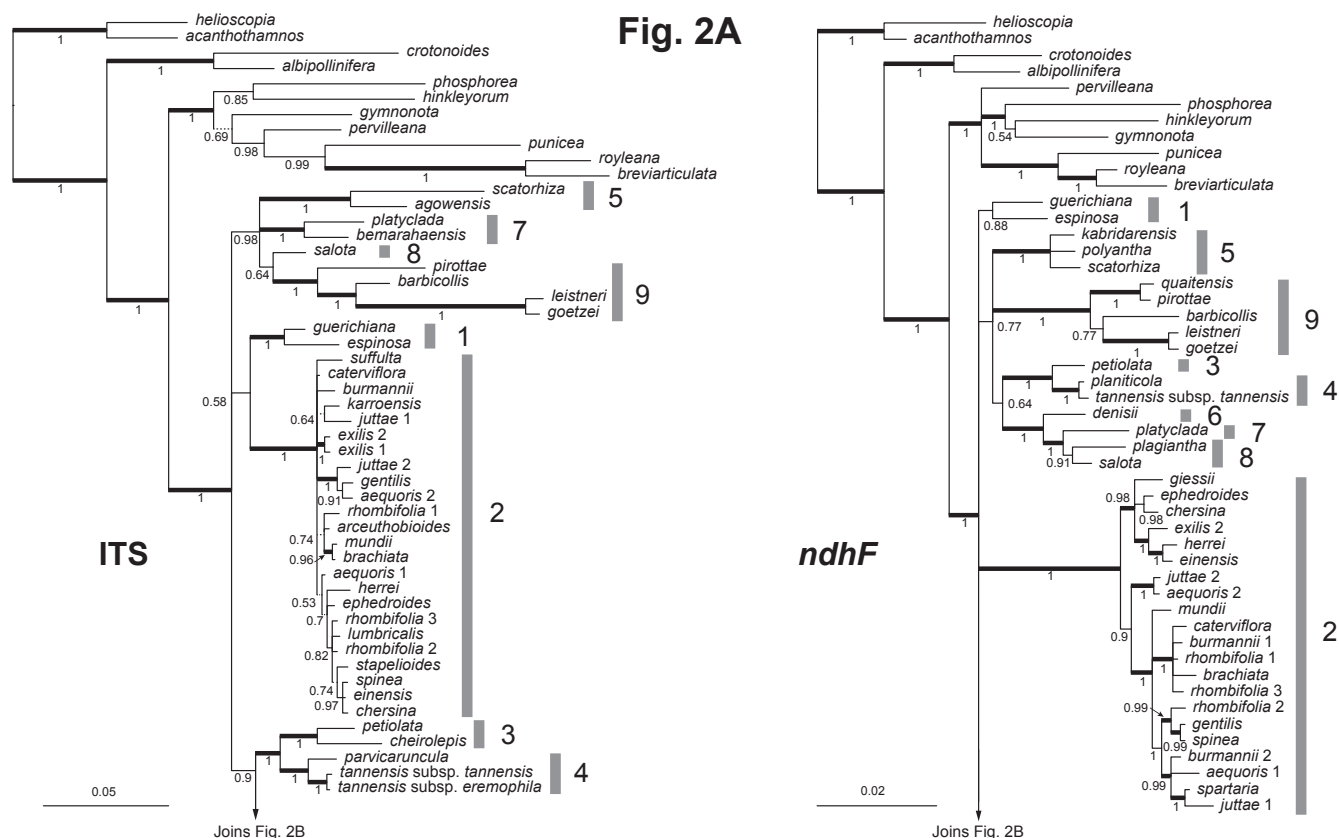 Fig. 2A
helioscopia
acanthothamnos
1
crotonoides
albipollinifera
1
phosphorea
0.85
hinkleyorum
1
gymnonota
0.69
pervilleana
0.98
punicea
0.99
royleana
1
breviarticulata
1
1
scatorhiza
1
agowensis
5
platyclada
0.98
1
bemarahaensis
7
salota
8
0.64
pirottae
1
barbicollis
1
leistneri
1
goetzei
9
guerichiana
1
espinosa
1
suffulta
caterviflora
burmannii
0.58
karroensis
0.64
juttae 1
exilis 2
exilis 1
1
1
juttae 2
1
gentilis
0.91
aequoris 2
1
rhombifolia 1
2
arceuthobioides
0.74
mundii
ITS
0.96
brachiata
aequoris 1
herrei
0.53
ephedroides
0.7
rhombifolia 3
lumbricalis
0.82
rhombifolia 2
stapelioides
0.74
spinea
0.97
einensis
chersina
petiolata
1
cheirolepis
3
1
parvicaruncula
0.9
1
tannensis subsp. tannensis
4
1
tannensis subsp. eremophila
0.05
Joins Fig. 2B
helioscopia
1
acanthothamnos
crotonoides
1
albipollinifera
pervilleana
phosphorea
1
hinkleyorum
0.54
gymnonota
1
punicea
1
royleana
1
breviarticulata
1
guerichiana
1
0.88
espinosa
kabridarensis
polyantha
5
1
scatorhiza
1
quaitensis
1
pirottae
9
0.77
1
barbicollis
0.77
leistneri
1
goetzei
petiolata
3
1
planiticola
1
tannensis subsp. tannensis
4
0.64
denisii
6
1
platyclada
7
1
plagiantha
0.91
salota
8
giessii
0.98
ephedroides
0.98
chersina
exilis 2
1
herrei
1
einensis
1
ndhF
1
juttae 2
1
aequoris 2
mundii
0.9
caterviflora
2
burmannii 1
1
rhombifolia 1
1
brachiata
rhombifolia 3
0.99
rhombifolia 2
gentilis
0.99
spinea
1
burmannii 2
0.99
aequoris 1
spartaria
1
juttae 1
0.02
Joins Fig. 2B